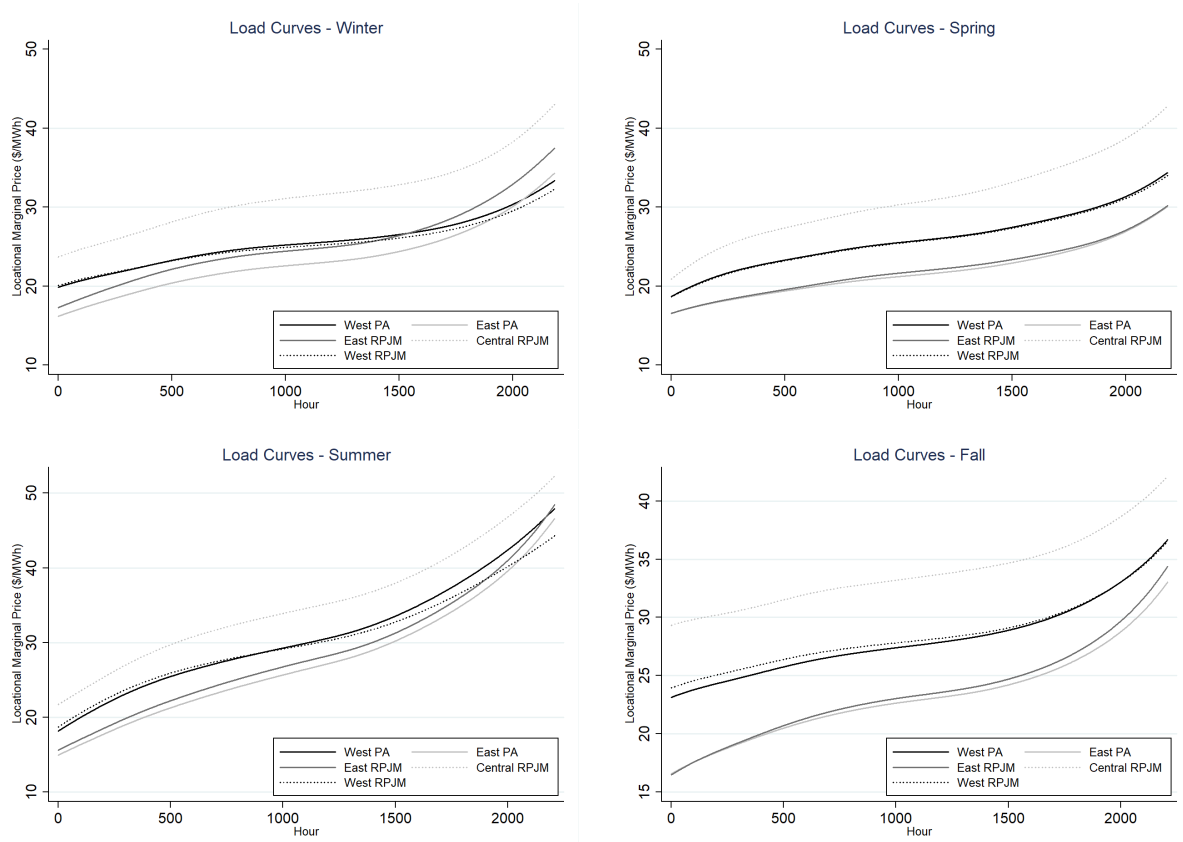 Load Curves - Winter
Locational Marginal Price ($/MWh)
50
40
30
20
10
0 500 1000 1500 2000
Hour
West PA East PA
East RPJM Central RPJM
West RPJM
Load Curves - Spring
Locational Marginal Price ($/MWh)
50
40
30
20
10
0 500 1000 1500 2000
Hour
West PA East PA
East RPJM Central RPJM
West RPJM
Load Curves - Summer
Locational Marginal Price ($/MWh)
50
40
30
20
10
0 500 1000 1500 2000
Hour
West PA East PA
East RPJM Central RPJM
West RPJM
Load Curves - Fall
Locational Marginal Price ($/MWh)
40
35
30
25
20
15
0 500 1000 1500 2000
Hour
West PA East PA
East RPJM Central RPJM
West RPJM